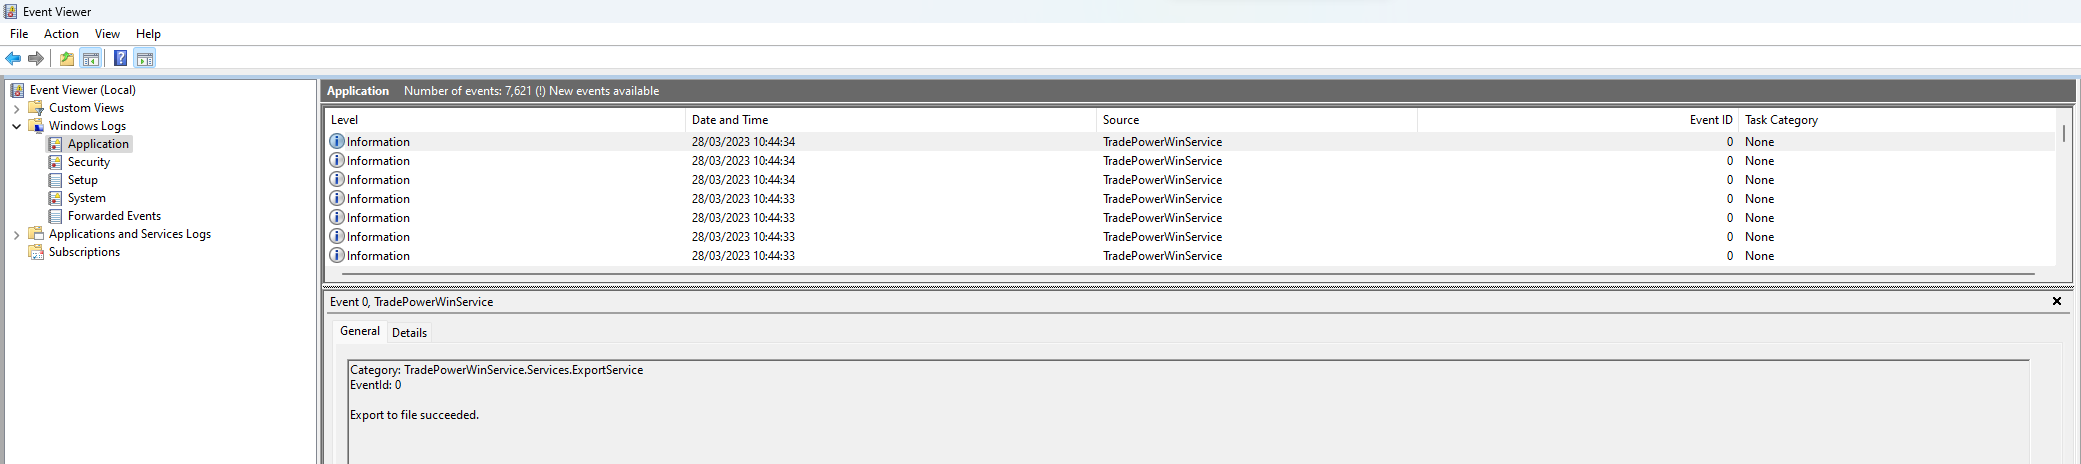 Event Viewer
File Action View Help
Event Viewer (Local)
Custom Views
Windows Logs
Application
Security
Setup
System
Forwarded Events
Applications and Services Logs
Subscriptions
Application Number of events: 7,621 (!) New events available
Level Date and Time Source Event ID Task Category
Information 28/03/2023 10:44:34 TradePowerWinService 0 None
Information 28/03/2023 10:44:34 TradePowerWinService 0 None
Information 28/03/2023 10:44:34 TradePowerWinService 0 None
Information 28/03/2023 10:44:33 TradePowerWinService 0 None
Information 28/03/2023 10:44:33 TradePowerWinService 0 None
Information 28/03/2023 10:44:33 TradePowerWinService 0 None
Information 28/03/2023 10:44:33 TradePowerWinService 0 None
Event 0, TradePowerWinService
General Details
Category: TradePowerWinService.Services.ExportService
EventId: 0
Export to file succeeded.